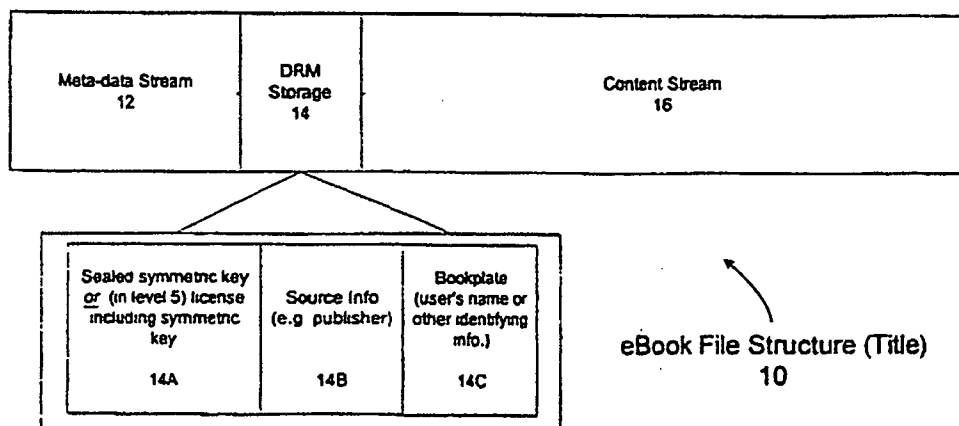 Meta-data Stream
12
DRM
Storage
14
Content Stream
16
Sealed symmetric key
or (in level 5) license
including symmetric
key
14A
Source Info
(e.g publisher)
14B
Bookplate
(user's name or
other identifying
info.)
14C
eBook File Structure (Title)
10